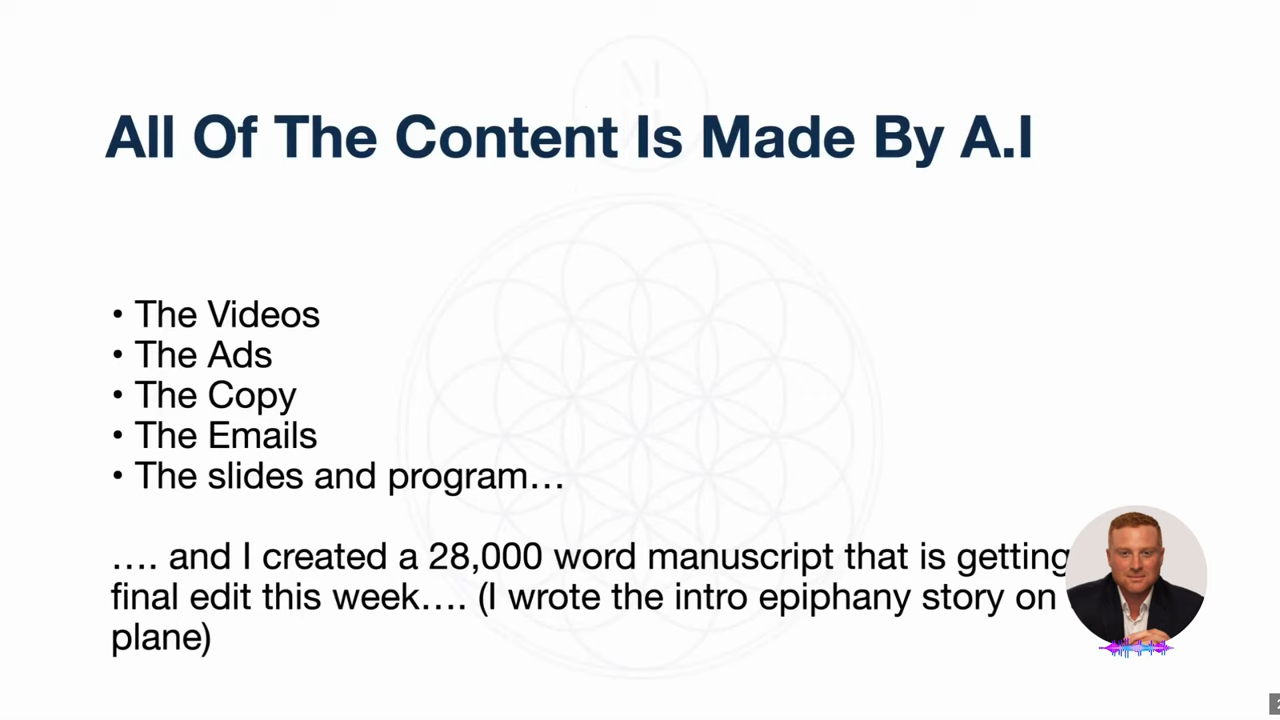 All Of The Content Is Made By A.I
• The Videos
• The Ads
• The Copy
• The Emails
• The slides and program…
…. and I created a 28,000 word manuscript that is getting
final edit this week…. (I wrote the intro epiphany story on
plane)